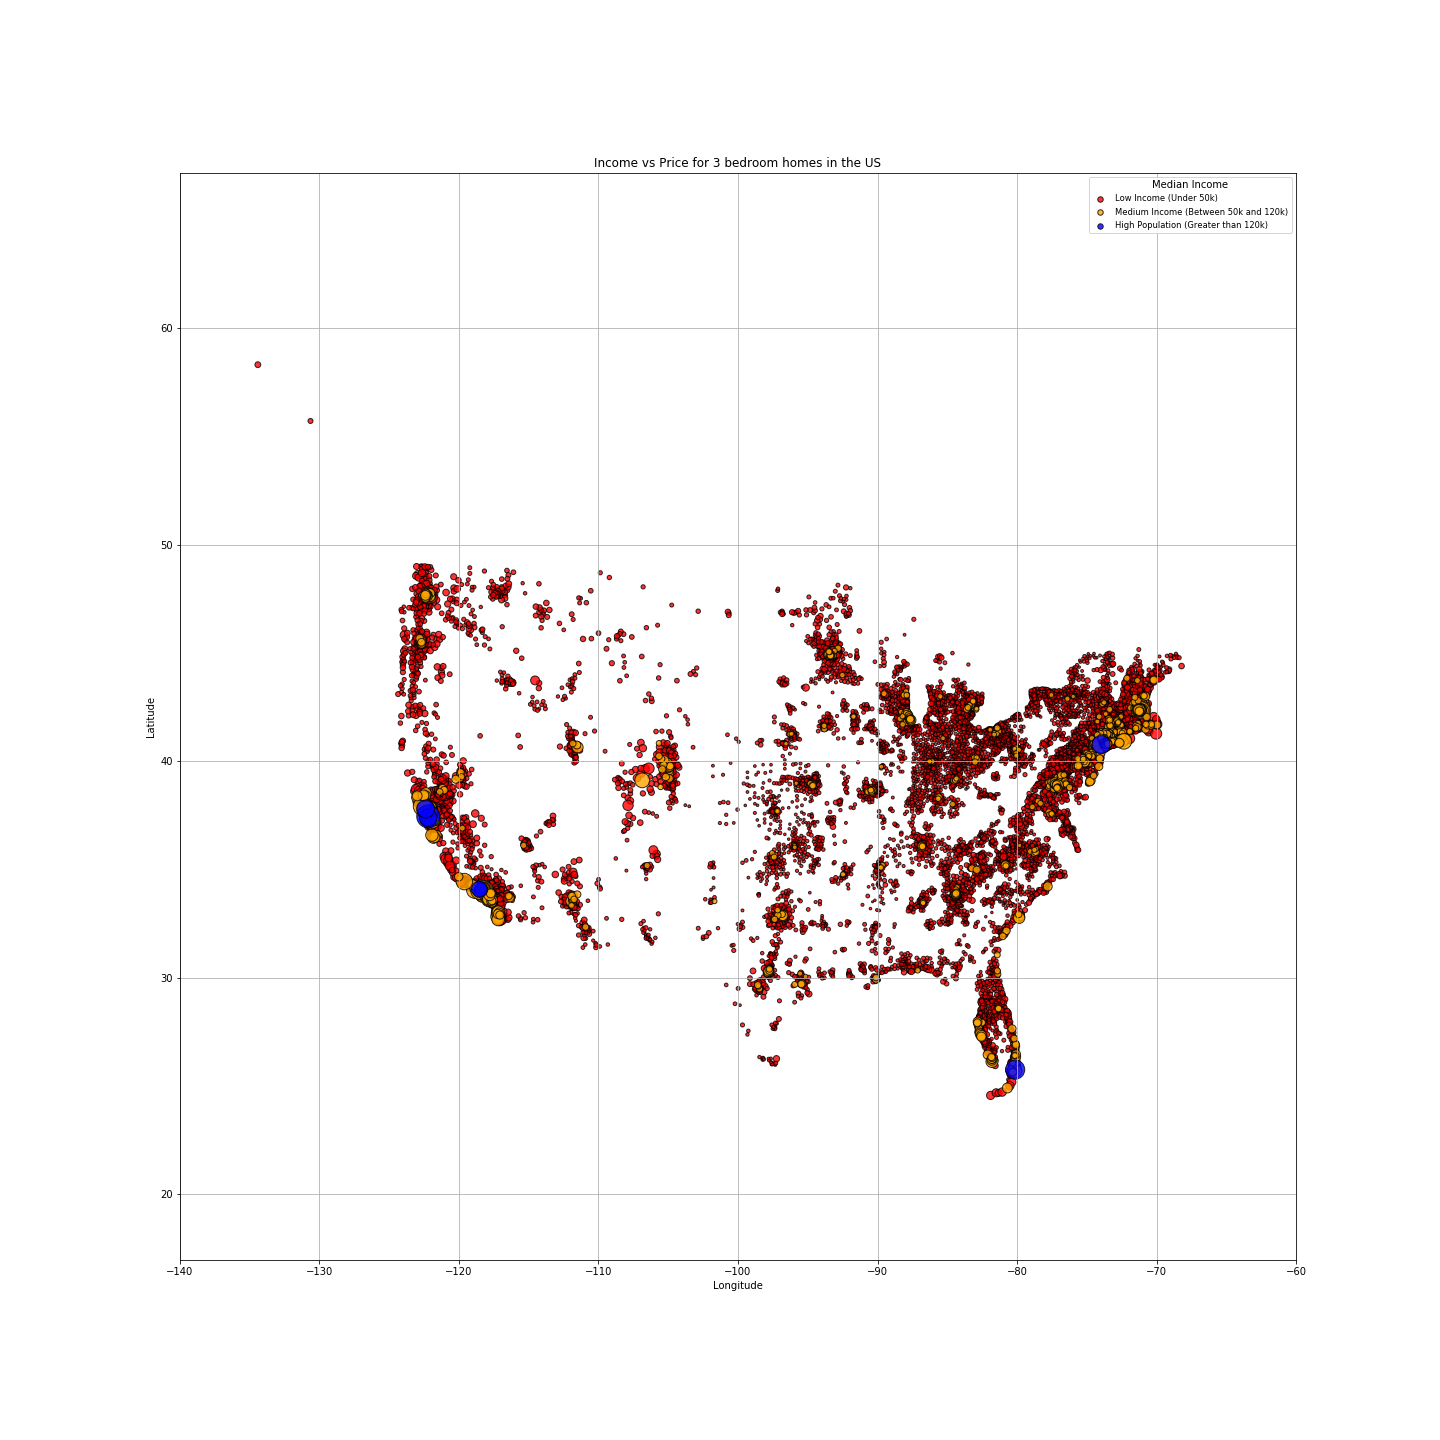 Income vs Price for 3 bedroom homes in the US
Median Income
Low Income (Under 50k)
Medium Income (Between 50k and 120k)
High Population (Greater than 120k)
60
50
40
30
20
Latitude
−140 −130 −120 −110 −100 −90 −80 −70 −60
Longitude